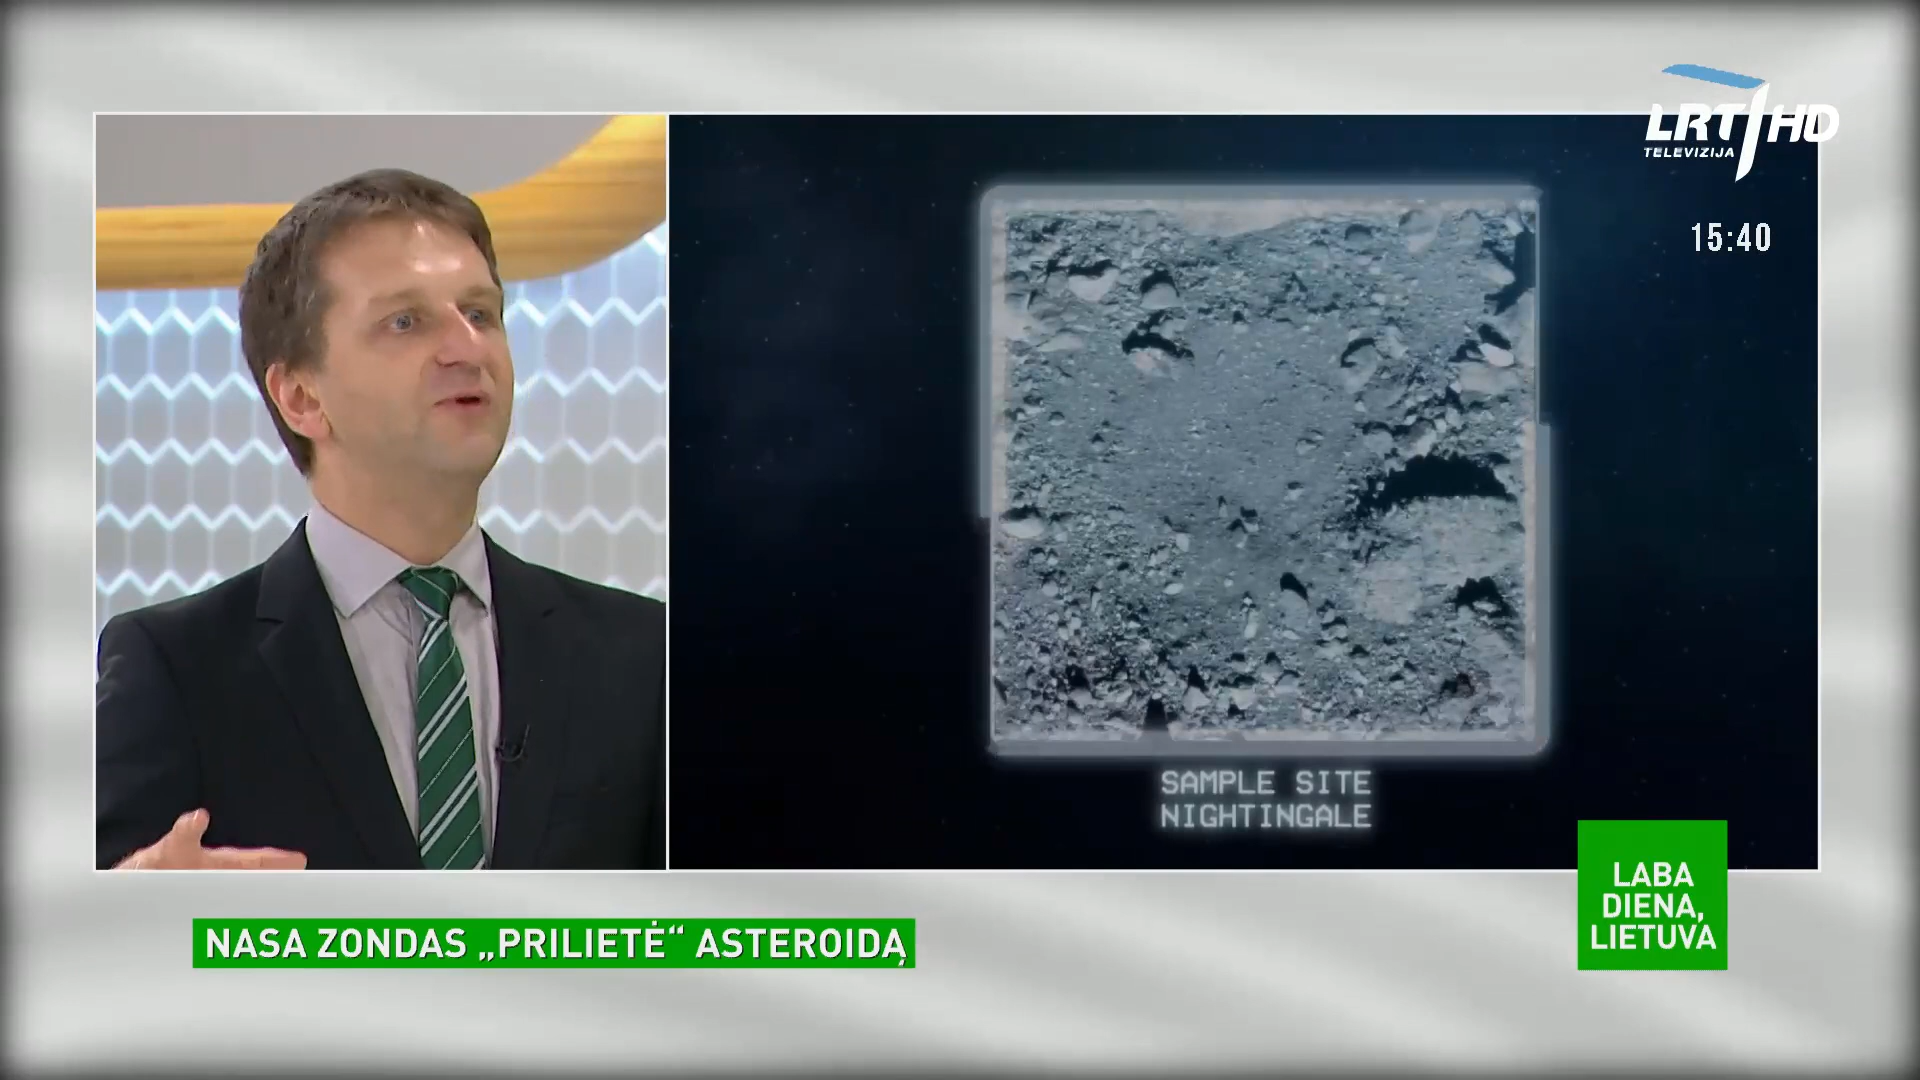 LRT HD
TELEVIZIJA
15:40
SAMPLE SITE
NIGHTINGALE
LABA
DIENA,
LIETUVA
NASA ZONDAS „PRILIETĖ“ ASTEROIDĄ